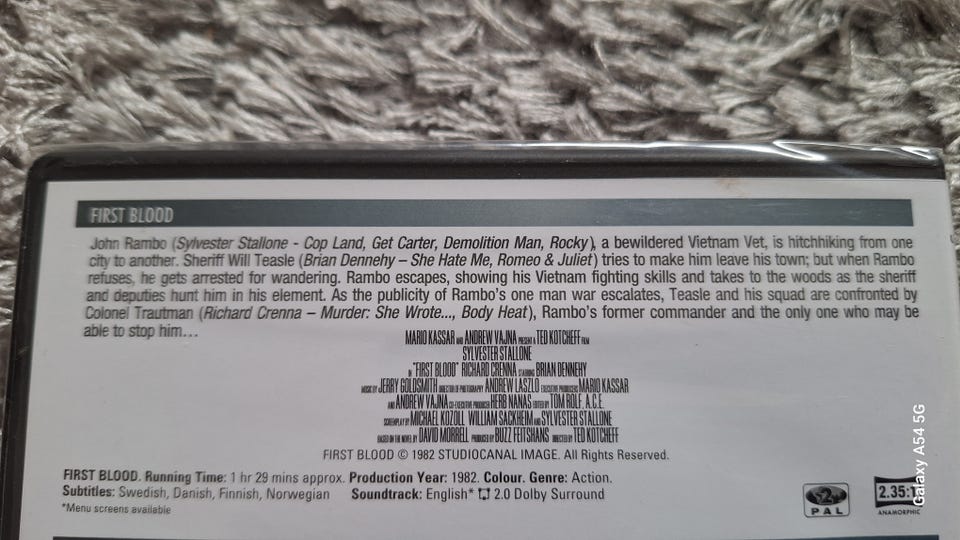 FIRST BLOOD
John Rambo (Sylvester Stallone - Cop Land, Get Carter, Demolition Man, Rocky), a bewildered Vietnam Vet, is hitchhiking from one
city to another. Sheriff Will Teasle (Brian Dennehy – She Hate Me, Romeo & Juliet) tries to make him leave his town; but when Rambo
refuses, he gets arrested for wandering. Rambo escapes, showing his Vietnam fighting skills and takes to the woods as the sheriff
and deputies hunt him in his element. As the publicity of Rambo's one man war escalates, Teasle and his squad are confronted by
Colonel Trautman (Richard Crenna – Murder: She Wrote..., Body Heat), Rambo's former commander and the only one who may be
able to stop him...
MARIO KASSAR AND ANDREW VAJNA PRESENT A TED KOTCHEFF FILM
SYLVESTER STALLONE
IN "FIRST BLOOD" RICHARD CRENNA STARRING BRIAN DENNEHY
MUSIC BY JERRY GOLDSMITH DIRECTOR OF PHOTOGRAPHY ANDREW LASZLO EXECUTIVE PRODUCERS MARIO KASSAR
AND ANDREW VAJNA CO-EXECUTIVE PRODUCER HERB NANAS EDITED BY TOM ROLF, A.C.E.
SCREENPLAY BY MICHAEL KOZOLL WILLIAM SACKHEIM AND SYLVESTER STALLONE
BASED ON THE NOVEL BY DAVID MORRELL PRODUCED BY BUZZ FEITSHANS DIRECTED BY TED KOTCHEFF
FIRST BLOOD © 1982 STUDIOCANAL IMAGE. All Rights Reserved.
FIRST BLOOD. Running Time: 1 hr 29 mins approx. Production Year: 1982. Colour. Genre: Action.
Subtitles: Swedish, Danish, Finnish, Norwegian Soundtrack: English* 2.0 Dolby Surround
*Menu screens available
2 PAL
2.35:1
ANAMORPHIC
Galaxy A54 5G